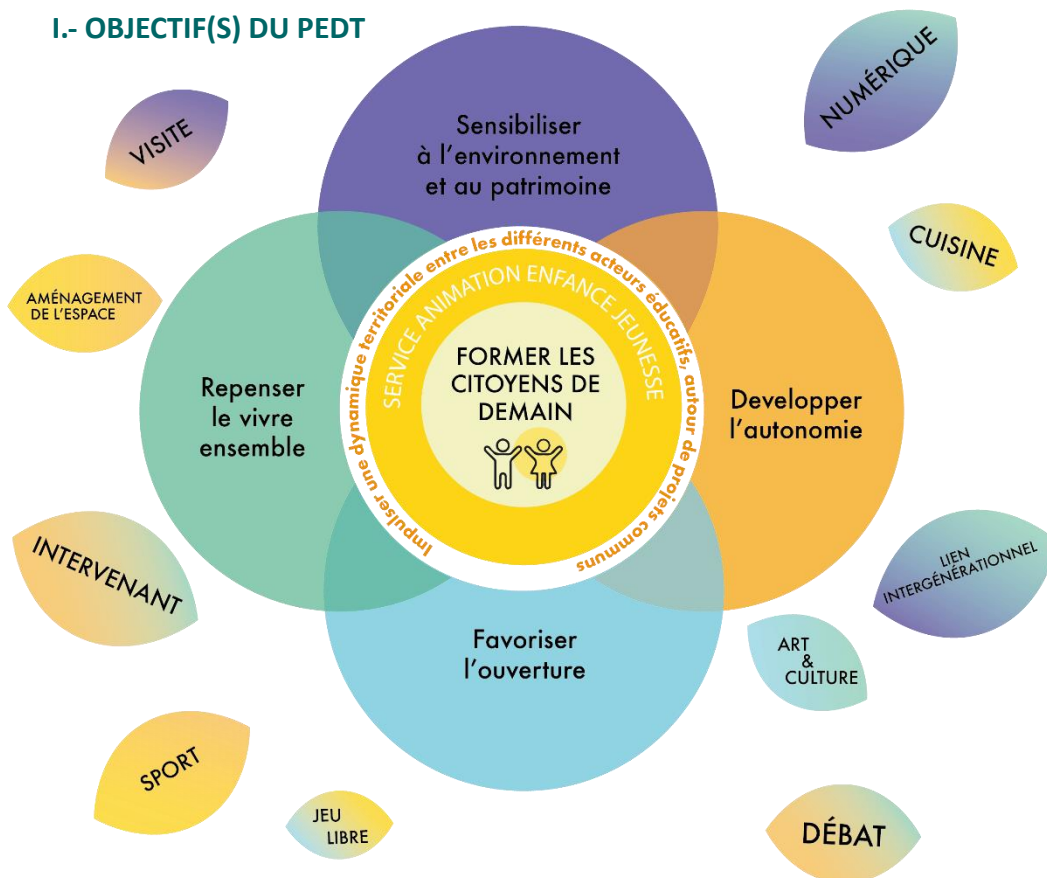 I.- OBJECTIF(S) DU PEDT
NUMÉRIQUE
VISITE
Sensibiliser
à l’environnement
et au patrimoine
CUISINE
AMÉNAGEMENT
DE L’ESPACE
Impulser une dynamique territoriale entre les différents acteurs éducatifs, autour de projets communs
SERVICE ANIMATION ENFANCE JEUNESSE
FORMER LES
CITOYENS DE
DEMAIN
Repenser
le vivre
ensemble
Developper
l’autonomie
INTERVENANT
LIEN
INTERGÉNÉRATIONNEL
Favoriser
l’ouverture
ART
&
CULTURE
SPORT
JEU
LIBRE
DÉBAT